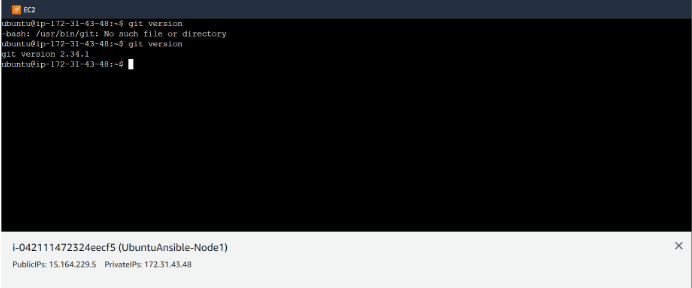 EC2
ubuntu@ip-172-31-43-48:~$ git version
-bash: /usr/bin/git: No such file or directory
ubuntu@ip-172-31-43-48:~$ git version
git version 2.34.1
ubuntu@ip-172-31-43-48:~$
i-042111472324eecf5 (UbuntuAnsible-Node1)
PublicIPs: 15.164.229.5 PrivateIPs: 172.31.43.48